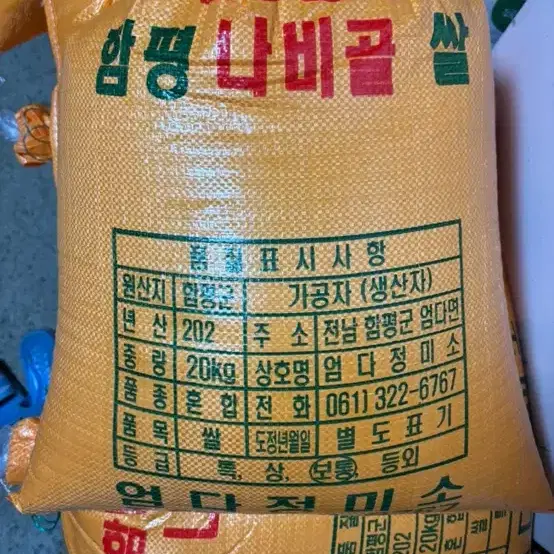 함평 나비골 쌀
품질표시사항
원산지 함평군 가공자 (생산자)
년산 202 주소 전남 함평군 엄다면
중량 20kg 상호명 엄다정미소
품종 혼합 전화 061) 322-6767
품목 쌀 도정년월일 별도표기
등급 특, 상, 보통, 등외
엄다정미소